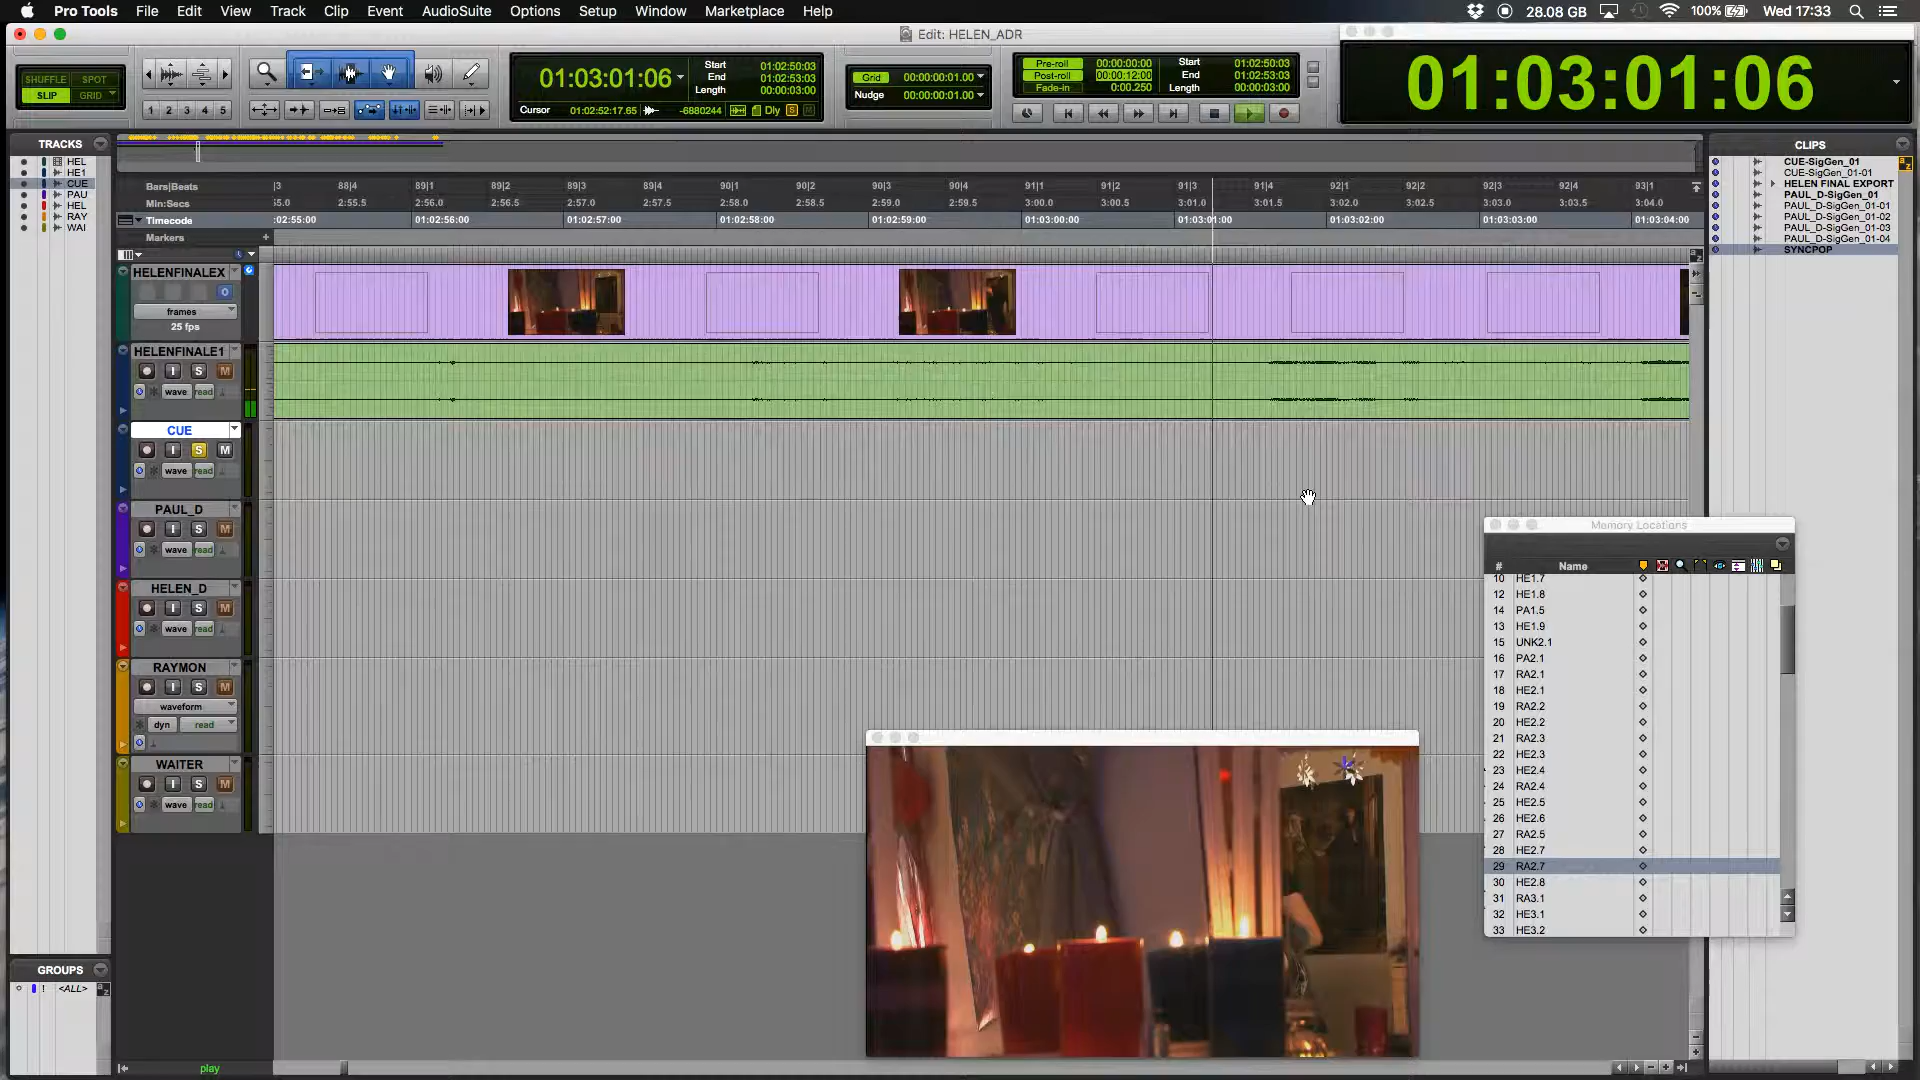 Pro Tools File Edit View Track Clip Event AudioSuite Options Setup Window Marketplace Help
28.08 GB 100% Wed 17:33
Edit: HELEN_ADR
SHUFFLE SPOT
SLIP GRID
1 2 3 4 5
01:03:01:06
Start 01:02:50:03
End 01:02:53:03
Length 00:00:03:00
Cursor 01:02:52:17.65 -6880244 Dly S M
Grid 00:00:00:01.00
Nudge 00:00:00:01.00
Pre-roll 00:00:00:00
Post-roll 00:00:12:00
Fade-in 0:00.250
Start 01:02:50:03
End 01:02:53:03
Length 00:00:03:00
01:03:01:06
TRACKS
HEL
HE1
CUE
PAU
HEL
RAY
WAI
Bars|Beats |3 88|4 89|1 89|2 89|3 89|4 90|1 90|2 90|3 90|4 91|1 91|2 91|3 91|4 92|1 92|2 92|3 92|4 93|1
Min:Secs 55.0 2:55.5 2:56.0 2:56.5 2:57.0 2:57.5 2:58.0 2:58.5 2:59.0 2:59.5 3:00.0 3:00.5 3:01.0 3:01.5 3:02.0 3:02.5 3:03.0 3:03.5 3:04.0
Timecode :02:55:00 01:02:56:00 01:02:57:00 01:02:58:00 01:02:59:00 01:03:00:00 01:03:01:00 01:03:02:00 01:03:03:00 01:03:04:00
Markers +
HELENFINALEX
O
frames
25 fps
HELENFINALE1
I S M
wave read
CUE
I S M
wave read
PAUL_D
I S M
wave read
HELEN_D
I S M
wave read
RAYMON
I S M
waveform
dyn read
WAITER
I S M
wave read
CLIPS
CUE-SigGen_01
CUE-SigGen_01-01
HELEN FINAL EXPORT
PAUL_D-SigGen_01
PAUL_D-SigGen_01-01
PAUL_D-SigGen_01-02
PAUL_D-SigGen_01-03
PAUL_D-SigGen_01-04
SYNCPOP
Memory Locations
# Name
10 HE1.7
12 HE1.8
14 PA1.5
13 HE1.9
15 UNK2.1
16 PA2.1
17 RA2.1
18 HE2.1
19 RA2.2
20 HE2.2
21 RA2.3
22 HE2.3
23 HE2.4
24 RA2.4
25 HE2.5
26 HE2.6
27 RA2.5
28 HE2.7
29 RA2.7
30 HE2.8
31 RA3.1
32 HE3.1
33 HE3.2
GROUPS
! <ALL>
play